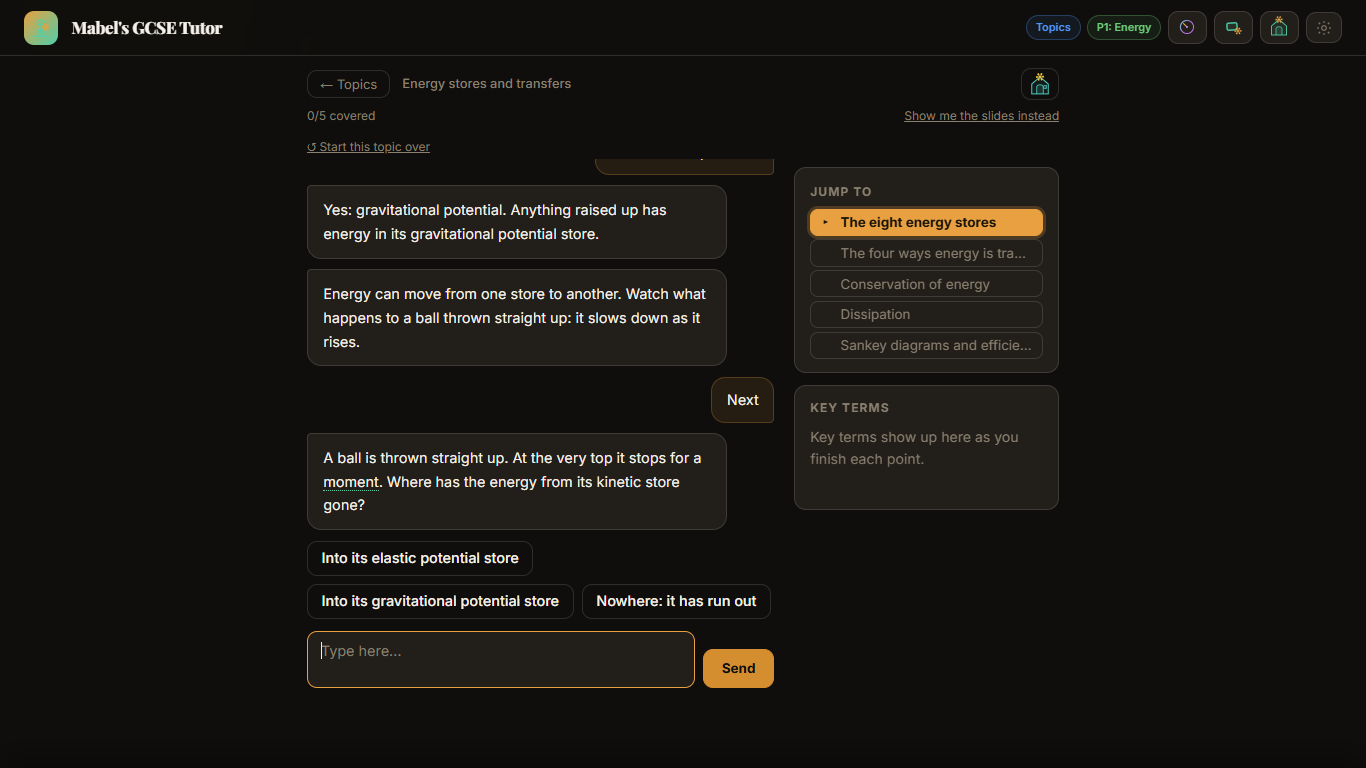 Mabel's GCSE Tutor
Topics
P1: Energy
← Topics
Energy stores and transfers
0/5 covered
Show me the slides instead
↺ Start this topic over
Yes: gravitational potential. Anything raised up has
energy in its gravitational potential store.
Energy can move from one store to another. Watch what
happens to a ball thrown straight up: it slows down as it
rises.
Next
A ball is thrown straight up. At the very top it stops for a
moment. Where has the energy from its kinetic store
gone?
Into its elastic potential store
Into its gravitational potential store
Nowhere: it has run out
Type here...
Send
JUMP TO
The eight energy stores
The four ways energy is tra...
Conservation of energy
Dissipation
Sankey diagrams and efficie...
KEY TERMS
Key terms show up here as you
finish each point.